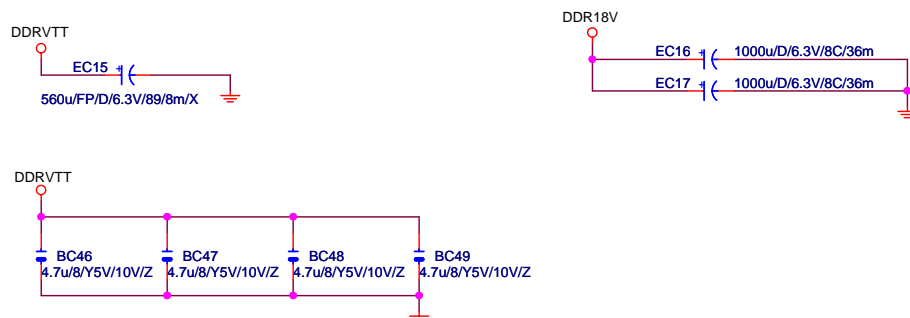 DDRVTT
EC15
560u/FP/D/6.3V/89/8m/X
DDR18V
EC16 1000u/D/6.3V/8C/36m
EC17 1000u/D/6.3V/8C/36m
DDRVTT
BC46 BC47 BC48 BC49
4.7u/8/Y5V/10V/Z 4.7u/8/Y5V/10V/Z 4.7u/8/Y5V/10V/Z 4.7u/8/Y5V/10V/Z